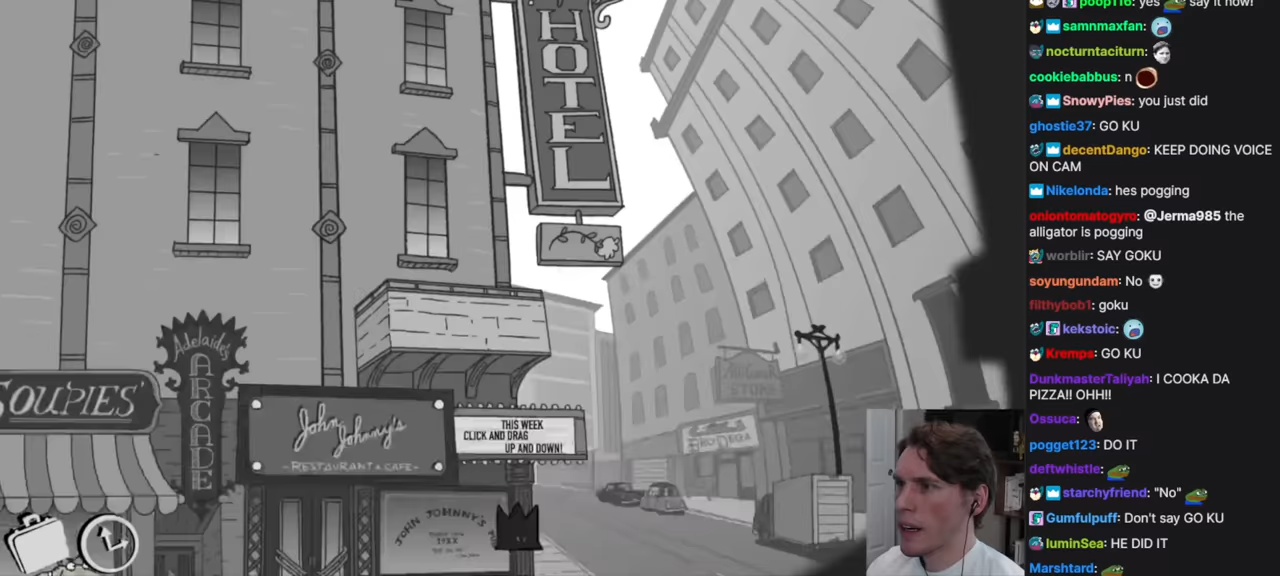 HOTEL
SOUPIES'
Adelaide's
ARCADE
John Johnny's
RESTAURANT & CAFE
THIS WEEK
CLICK AND DRAG
UP AND DOWN!
JOHN JOHNNY'S
STORE
poop116: yes say it now!
samnmaxfan:
nocturntaciturn:
cookiebabbus: n
SnowyPies: you just did
ghostie37: GO KU
decentDango: KEEP DOING VOICE
ON CAM
Nikelonda: hes pogging
oniontomatogyro: @Jerma985 the
alligator is pogging
worblir: SAY GOKU
soyungundam: No
filthybob1: goku
kekstoic:
Kremps: GO KU
DunkmasterTaliyah: I COOKA DA
PIZZA!! OHH!!
Ossuca:
pogget123: DO IT
deftwhistle:
starchyfriend: "No"
Gumfulpuff: Don't say GO KU
luminSea: HE DID IT
Marshtard: